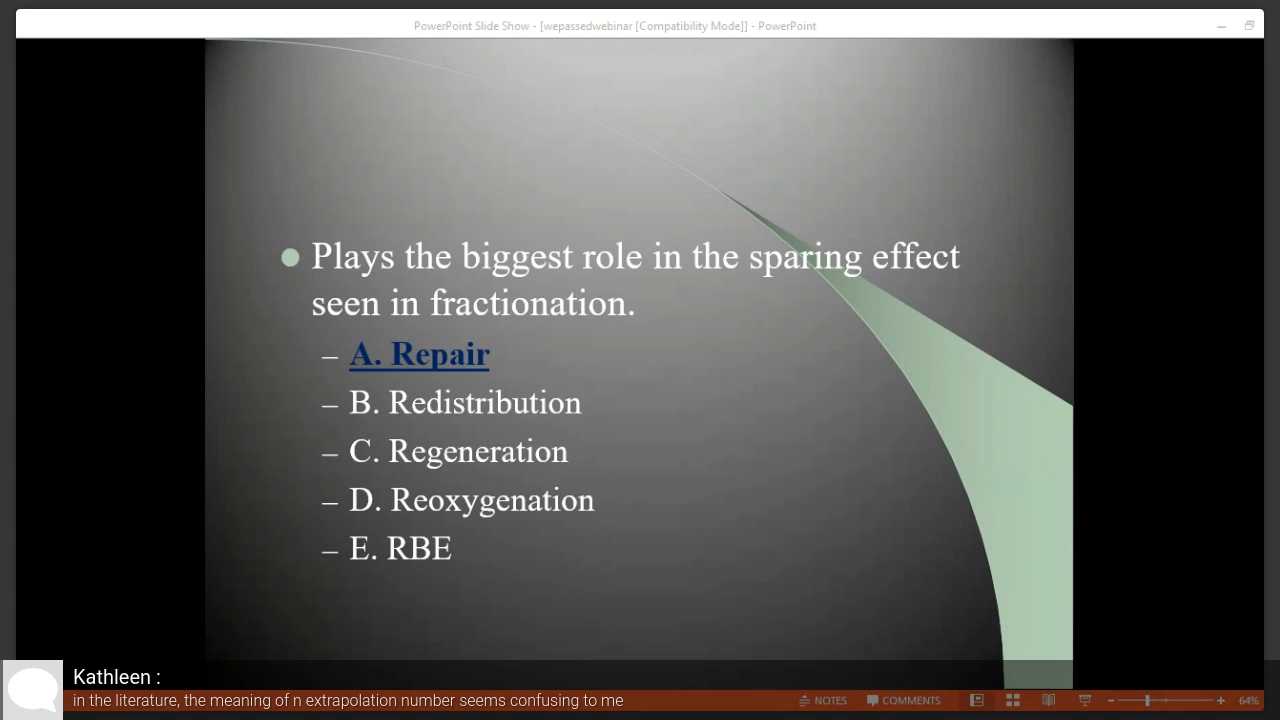 PowerPoint Slide Show - [wepassedwebinar [Compatibility Mode]] - PowerPoint
Plays the biggest role in the sparing effect
seen in fractionation.
– A. Repair
– B. Redistribution
– C. Regeneration
– D. Reoxygenation
– E. RBE
Kathleen :
in the literature, the meaning of n extrapolation number seems confusing to me
NOTES COMMENTS 64%